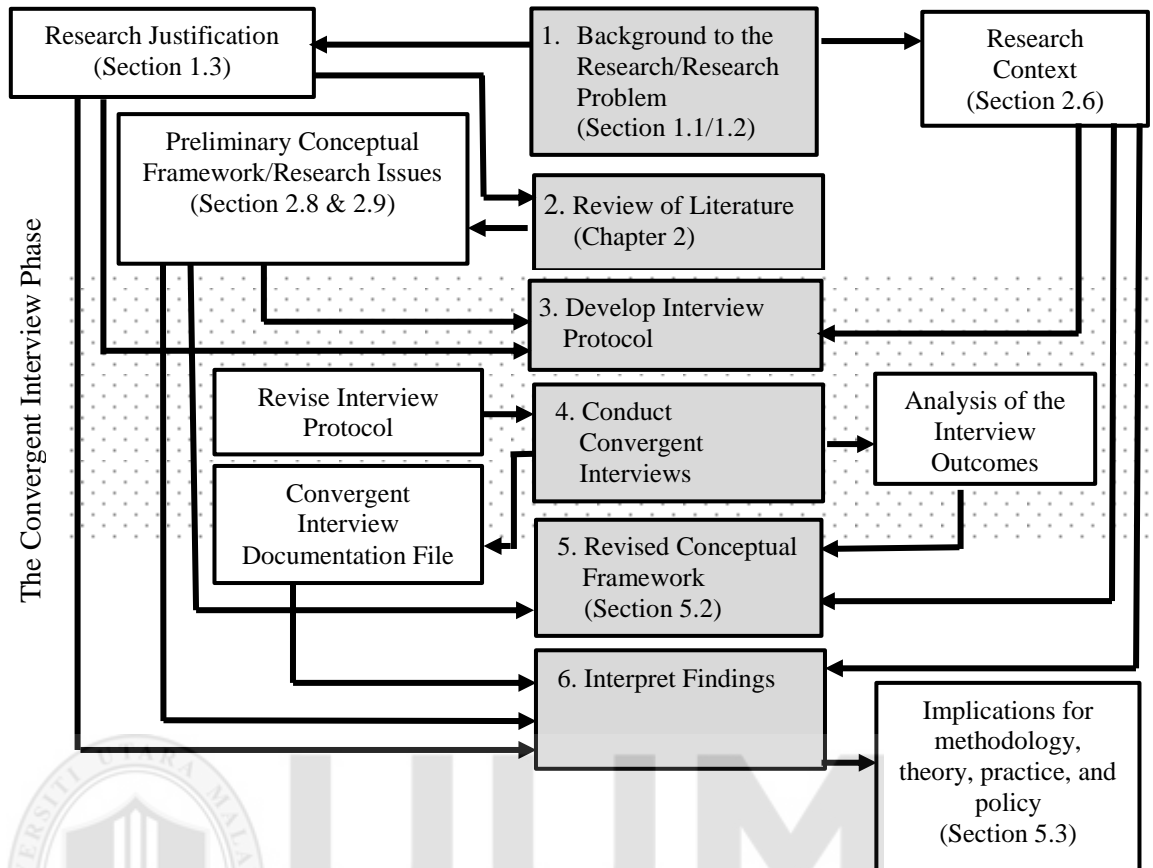 Research Justification
(Section 1.3)
1. Background to the
Research/Research
Problem
(Section 1.1/1.2)
Research
Context
(Section 2.6)
Preliminary Conceptual
Framework/Research Issues
(Section 2.8 & 2.9)
2. Review of Literature
(Chapter 2)
The Convergent Interview Phase
3. Develop Interview
Protocol
Revise Interview
Protocol
4. Conduct
Convergent
Interviews
Analysis of the
Interview
Outcomes
Convergent
Interview
Documentation File
5. Revised Conceptual
Framework
(Section 5.2)
6. Interpret Findings
Implications for
methodology,
theory, practice, and
policy
(Section 5.3)
UTARA
UUM